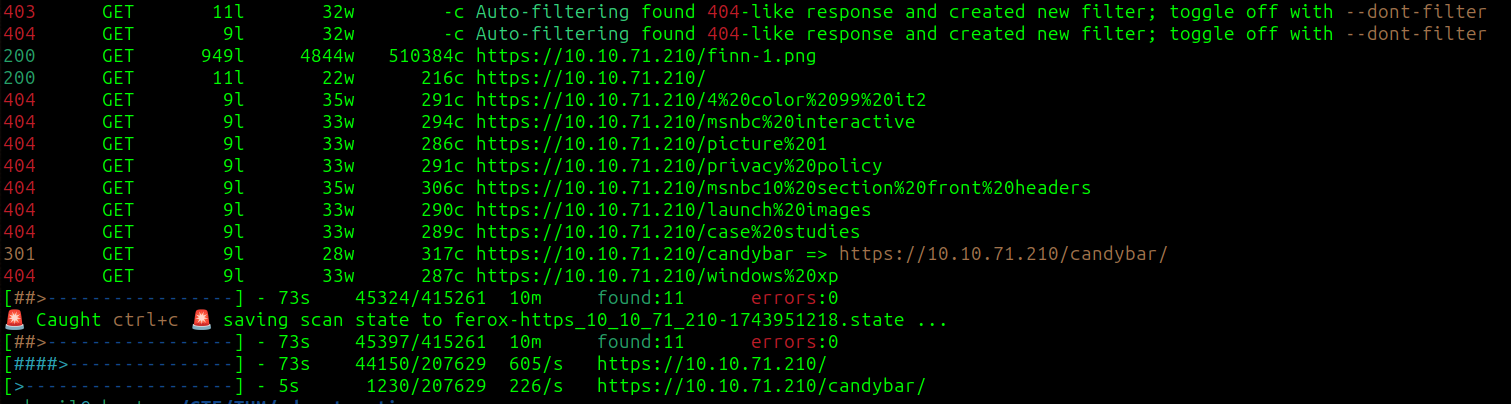 403 GET 11l 32w -c Auto-filtering found 404-like response and created new filter; toggle off with --dont-filter
404 GET 9l 32w -c Auto-filtering found 404-like response and created new filter; toggle off with --dont-filter
200 GET 949l 4844w 510384c https://10.10.71.210/finn-1.png
200 GET 11l 22w 216c https://10.10.71.210/
404 GET 9l 35w 291c https://10.10.71.210/4%20color%2099%20it2
404 GET 9l 33w 294c https://10.10.71.210/msnbc%20interactive
404 GET 9l 33w 286c https://10.10.71.210/picture%201
404 GET 9l 33w 291c https://10.10.71.210/privacy%20policy
404 GET 9l 35w 306c https://10.10.71.210/msnbc10%20section%20front%20headers
404 GET 9l 33w 290c https://10.10.71.210/launch%20images
404 GET 9l 33w 289c https://10.10.71.210/case%20studies
301 GET 9l 28w 317c https://10.10.71.210/candybar => https://10.10.71.210/candybar/
404 GET 9l 33w 287c https://10.10.71.210/windows%20xp
[##>-----------------] - 73s 45324/415261 10m found:11 errors:0
🚨 Caught ctrl+c 🚨 saving scan state to ferox-https_10_10_71_210-1743951218.state ...
[##>-----------------] - 73s 45397/415261 10m found:11 errors:0
[####>---------------] - 73s 44150/207629 605/s https://10.10.71.210/
[>-------------------] - 5s 1230/207629 226/s https://10.10.71.210/candybar/